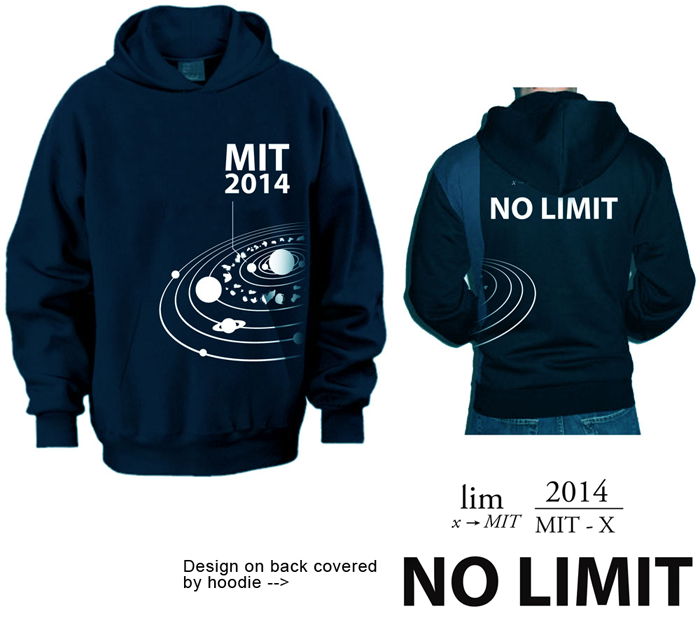 MIT
2014
NO LIMIT
lim 2014
x → MIT MIT - X
Design on back covered
by hoodie -->
NO LIMIT